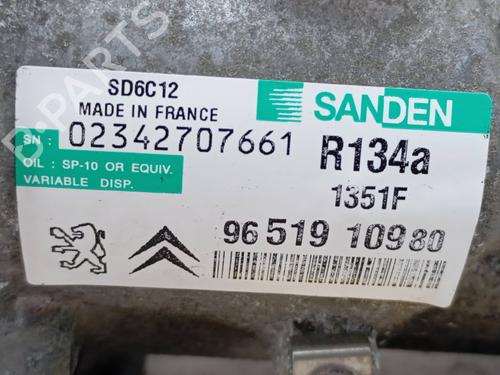 SD6C12
MADE IN FRANCE
SANDEN
SN: 02342707661
R134a
OIL : SP-10 OR EQUIV.
VARIABLE DISP.
1351F
96 519 109 80